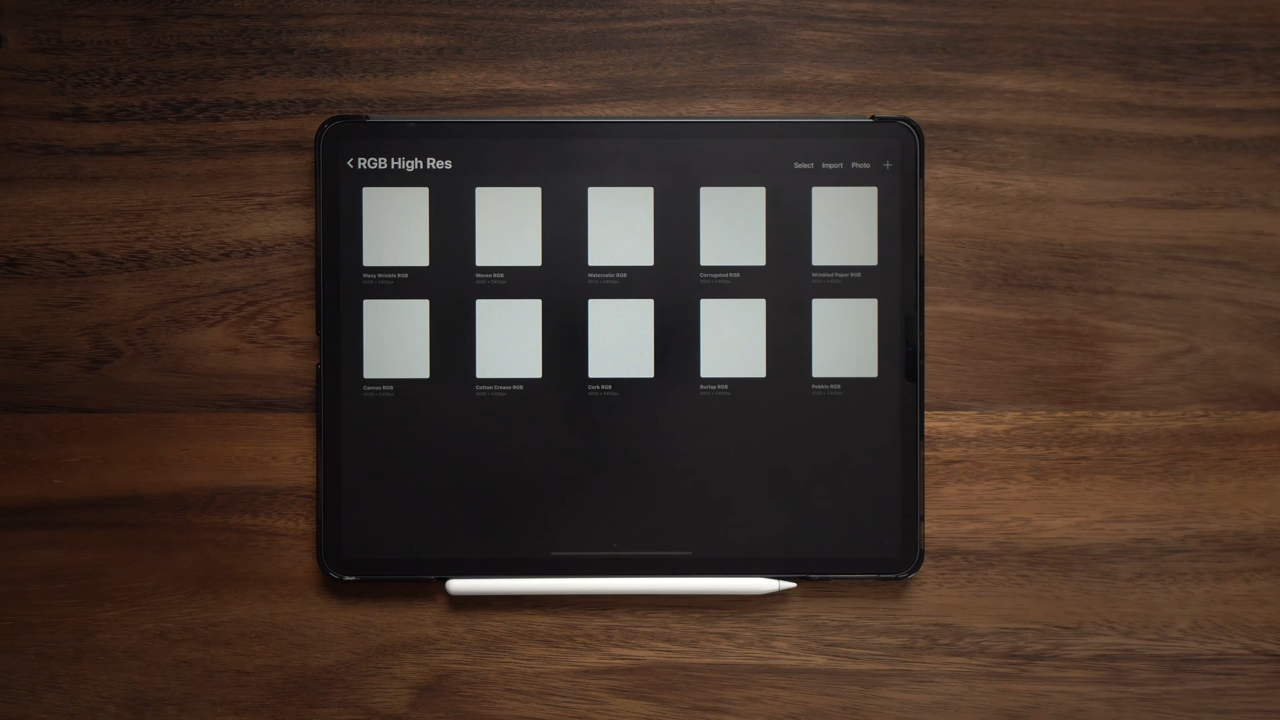 RGB High Res
Select Import Photo
Wavy Wrinkle RGB
Woven RGB
Watercolor RGB
Corrugated RGB
Wrinkled Paper RGB
Canvas RGB
Cotton Crease RGB
Cork RGB
Burlap RGB
Pebble RGB